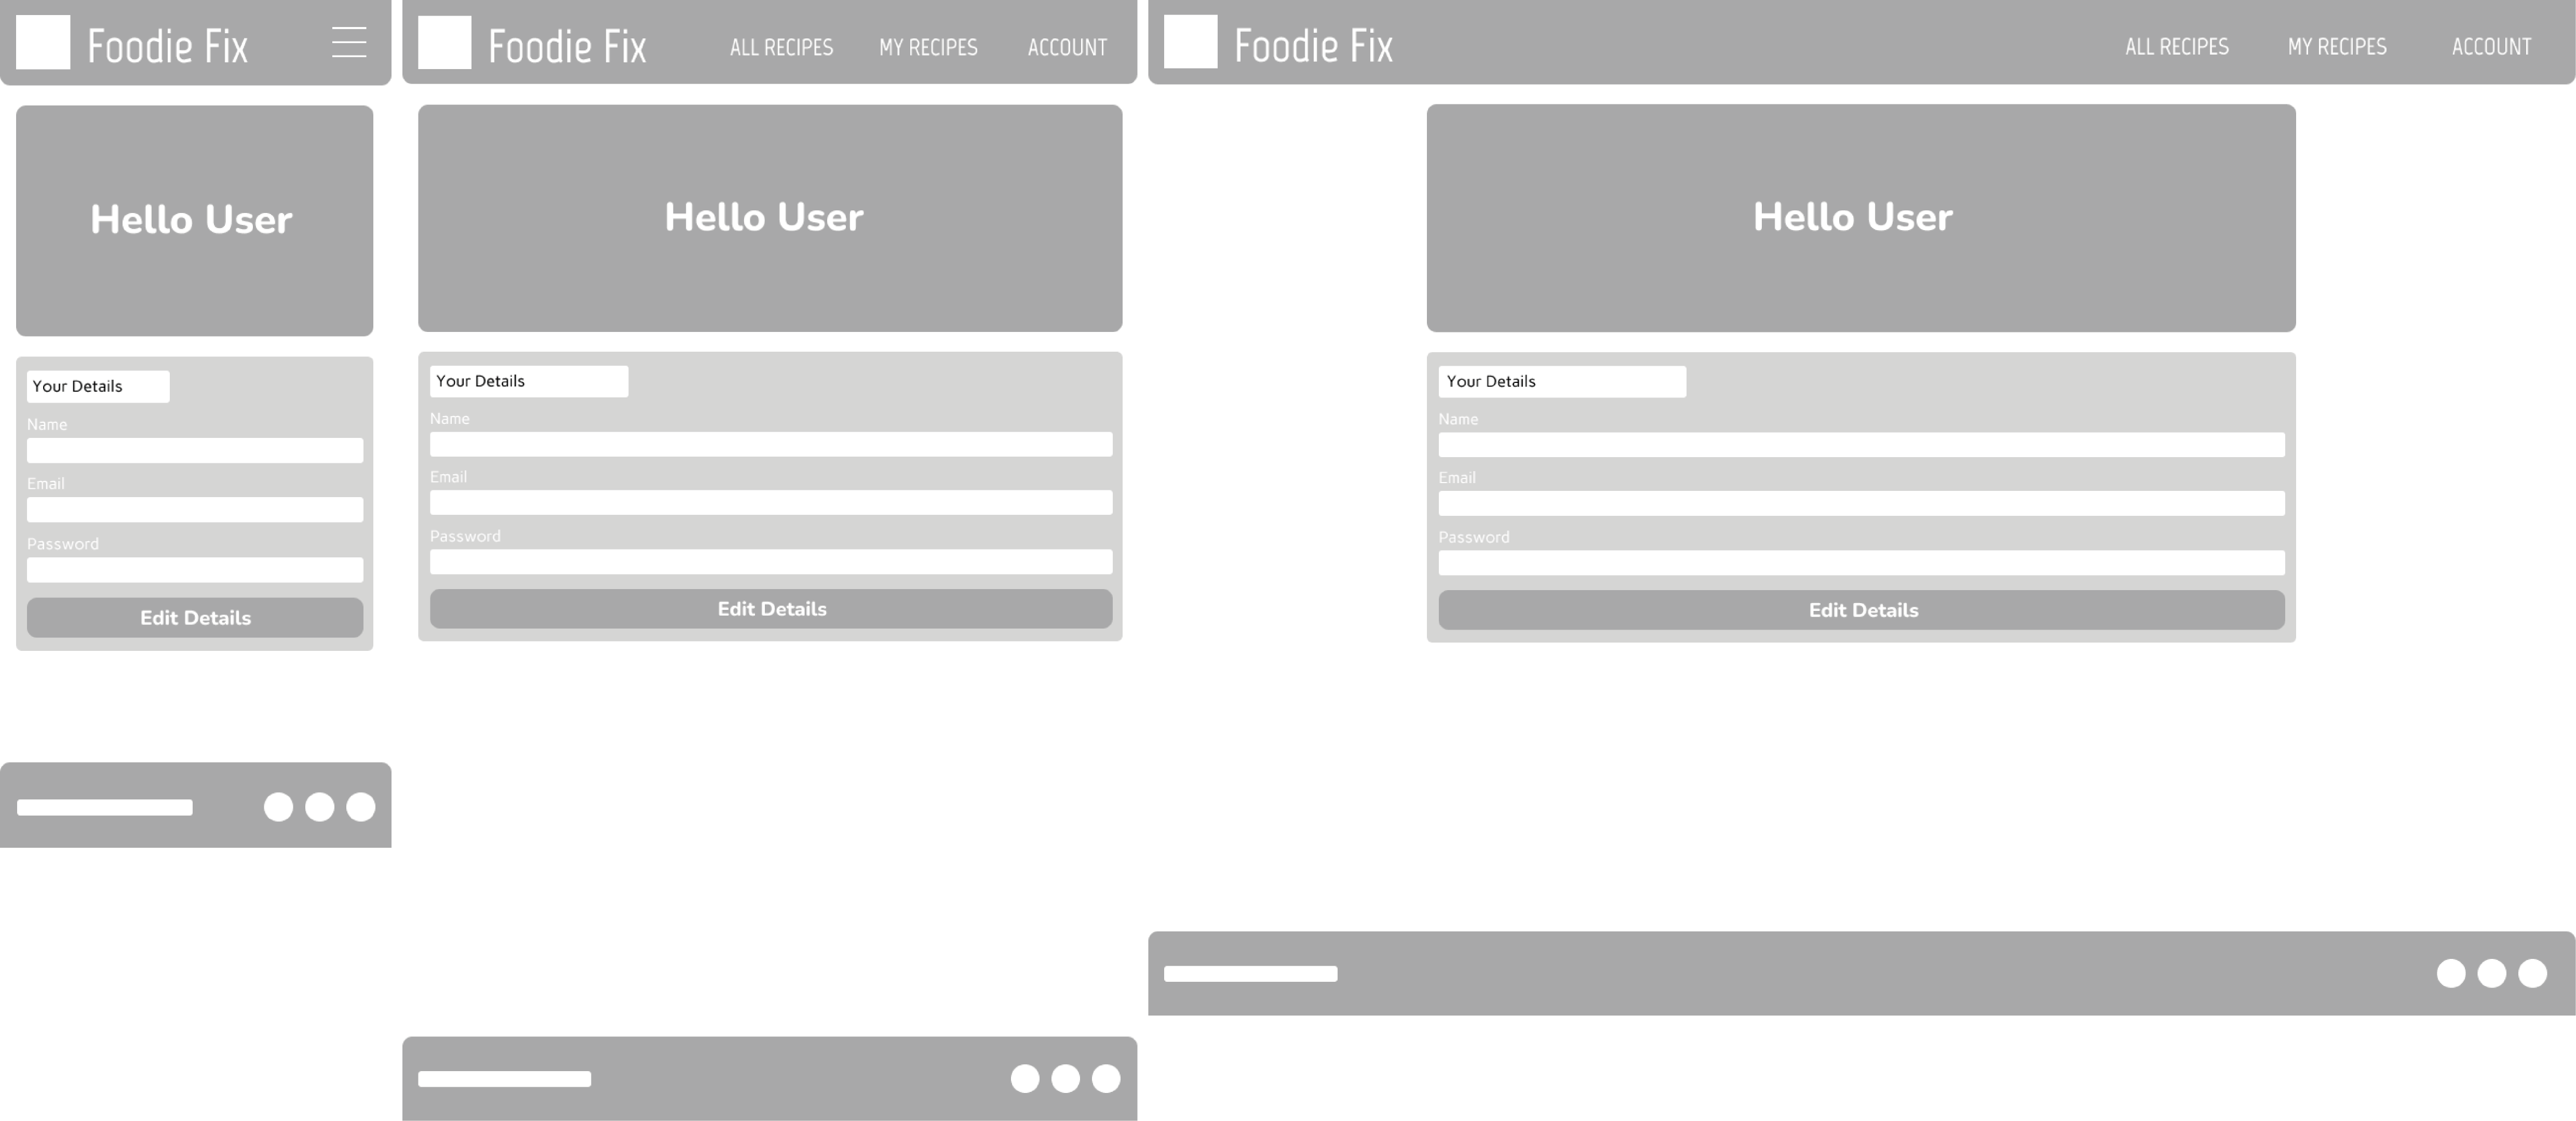 Foodie Fix
Hello User
Your Details
Name
Email
Password
Edit Details
Foodie Fix
ALL RECIPES
MY RECIPES
ACCOUNT
Hello User
Your Details
Name
Email
Password
Edit Details
Foodie Fix
ALL RECIPES
MY RECIPES
ACCOUNT
Hello User
Your Details
Name
Email
Password
Edit Details